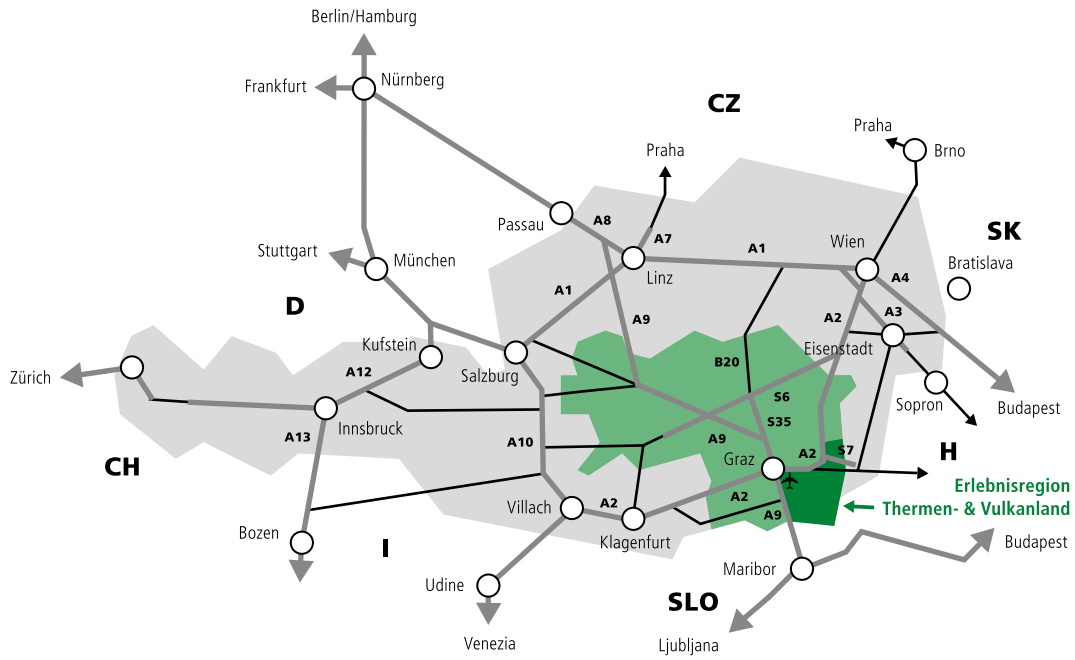 Berlin/Hamburg
Nürnberg
Frankfurt
CZ
Praha
Praha
Brno
Passau
A8
A7
Stuttgart
München
Linz
A1
Wien
SK
Bratislava
A4
D
A1
A9
A2
A3
Kufstein
Salzburg
Eisenstadt
Zürich
A12
B20
S6
Sopron
Budapest
Innsbruck
A13
A10
A9
S35
CH
Graz
A2
S7
H
Erlebnisregion
Thermen- & Vulkanland
Villach
A2
A2
A9
Bozen
I
Klagenfurt
Budapest
Udine
Maribor
SLO
Venezia
Ljubljana